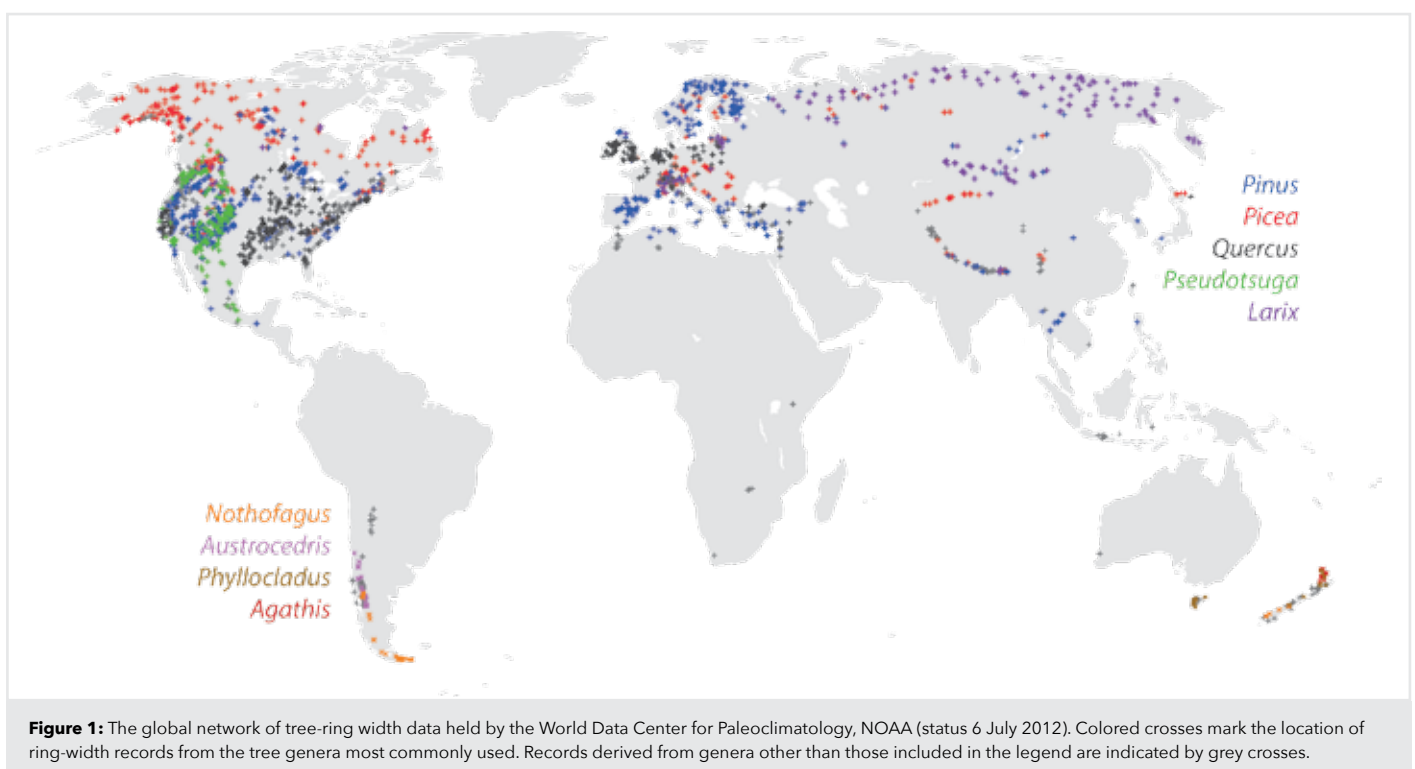 Pinus
Picea
Quercus
Pseudotsuga
Larix
Nothofagus
Austrocedris
Phyllocladus
Agathis
Figure 1: The global network of tree-ring width data held by the World Data Center for Paleoclimatology, NOAA (status 6 July 2012). Colored crosses mark the location of
ring-width records from the tree genera most commonly used. Records derived from genera other than those included in the legend are indicated by grey crosses.